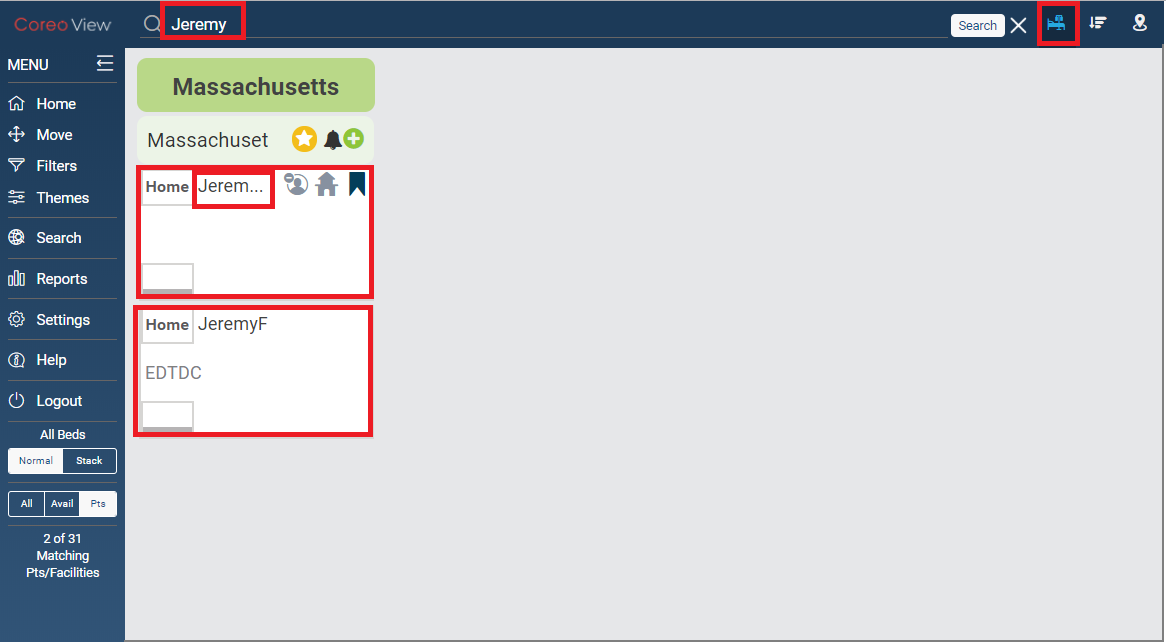 Coreo View
Jeremy
Search
MENU
Home
Move
Filters
Themes
Search
Reports
Settings
Help
Logout
All Beds
Normal Stack
All Avail Pts
2 of 31
Matching
Pts/Facilities
Massachusetts
Massachuset
Home Jerem...
Home JeremyF
EDTDC